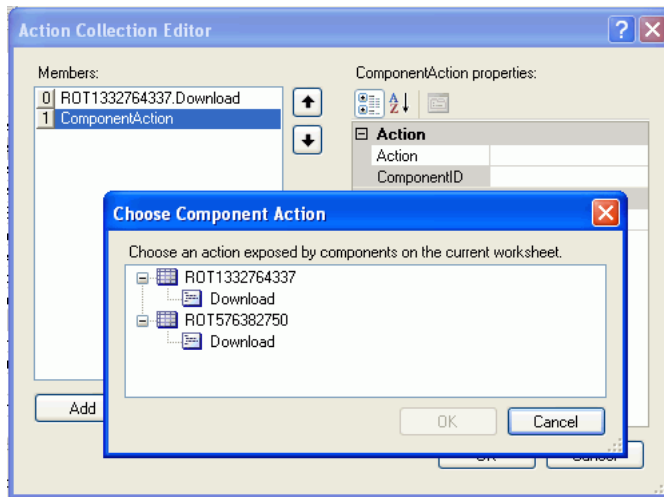 Action Collection Editor
Members:
0 ROT1332764337.Download
1 ComponentAction
ComponentAction properties:
Action
Action
ComponentID
Choose Component Action
Choose an action exposed by components on the current worksheet.
ROT1332764337
Download
ROT576382750
Download
Add
OK
Cancel